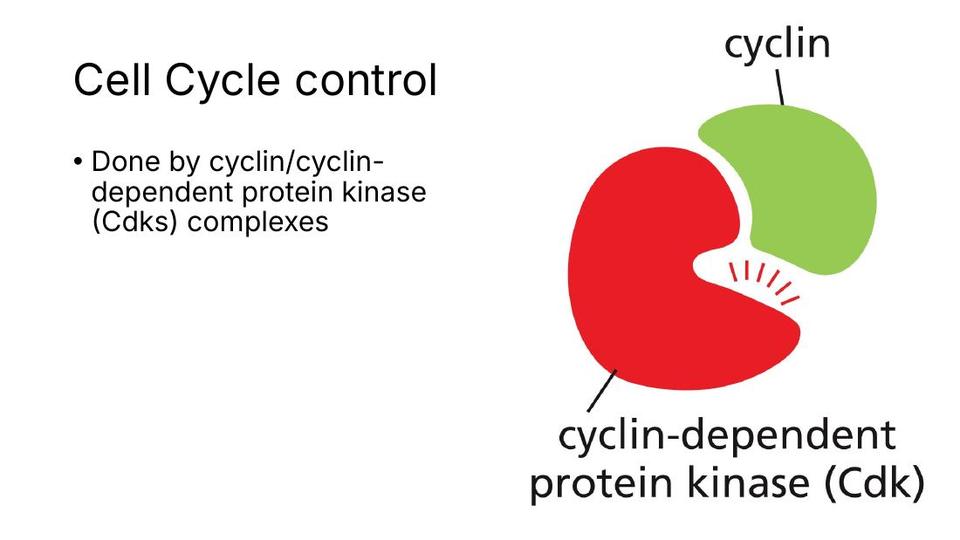 Cell Cycle control
• Done by cyclin/cyclin-
dependent protein kinase
(Cdks) complexes
cyclin
cyclin-dependent
protein kinase (Cdk)